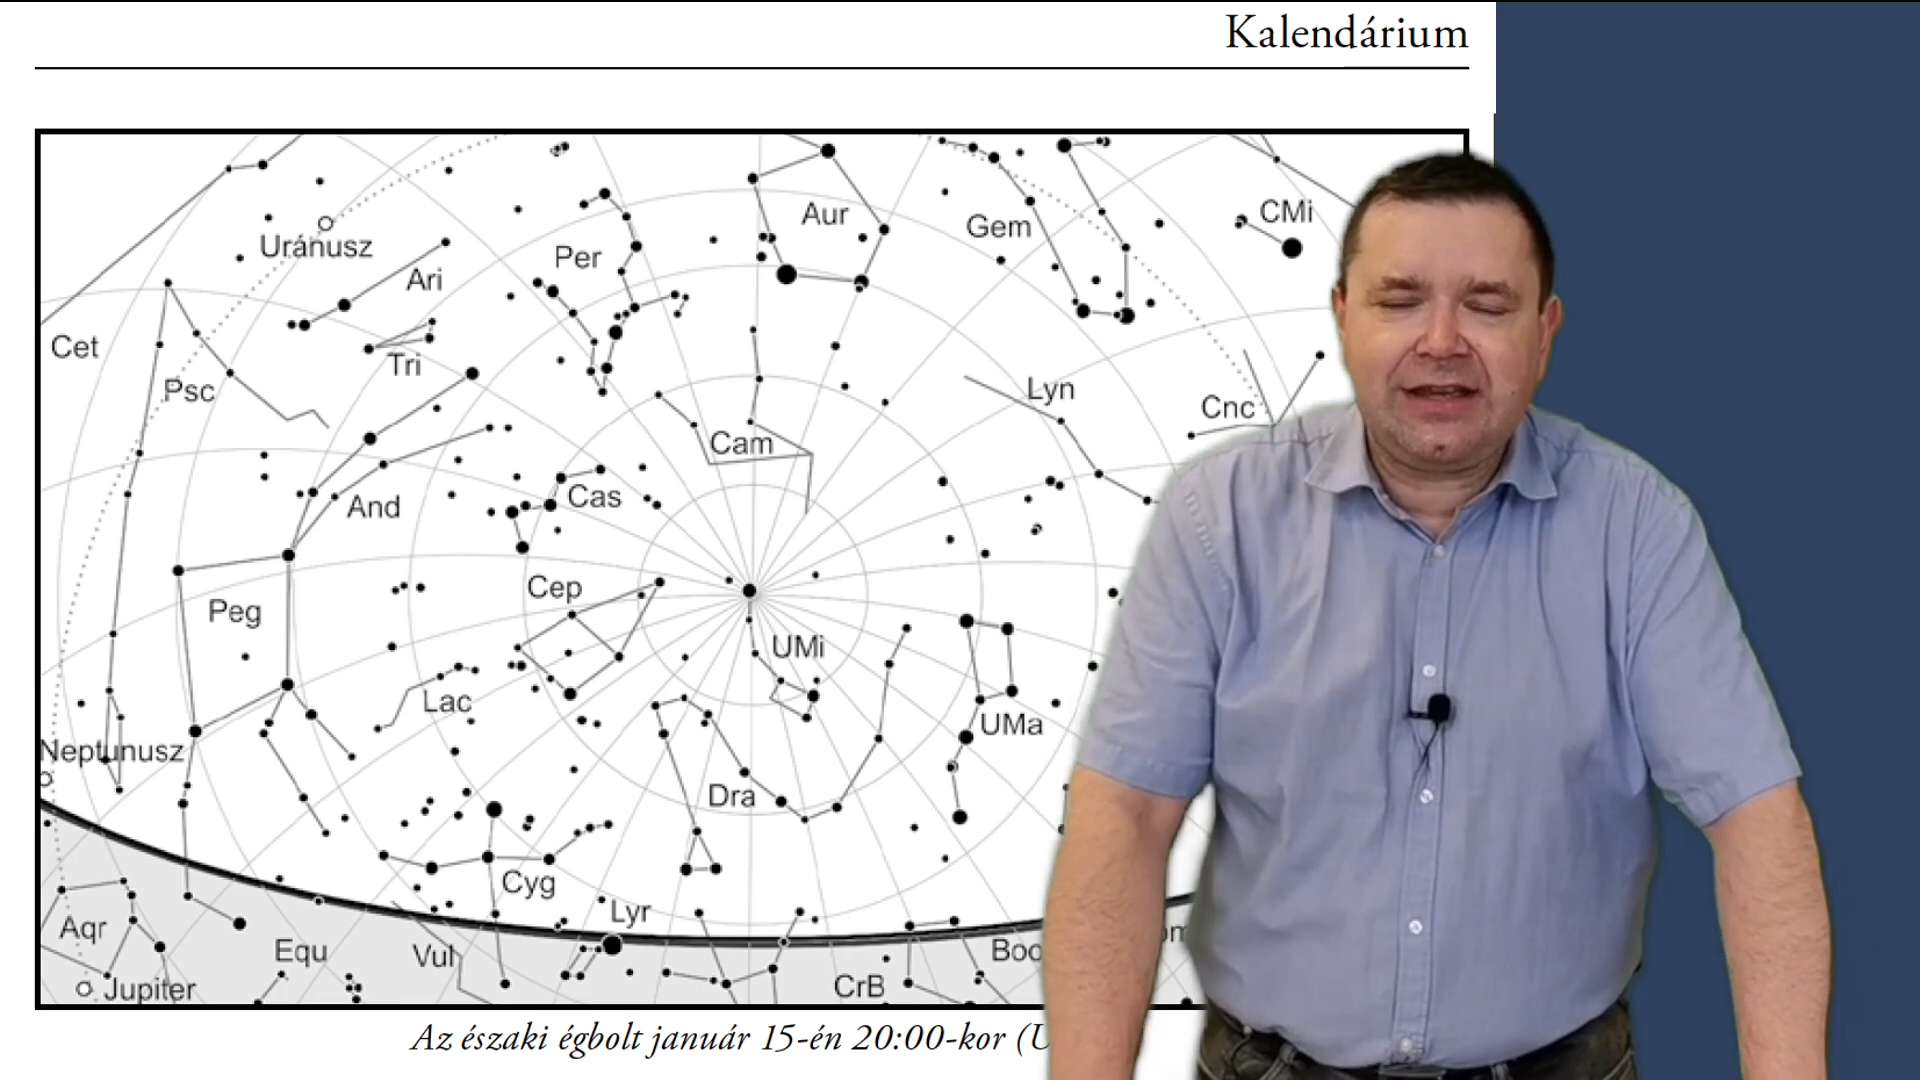 Kalendárium
Aur
CMi
Gem
Uránusz
Per
Ari
Cet
Tri
Psc
Lyn
Cnc
Cam
Cas
And
Cep
Peg
UMi
Lac
UMa
Neptunusz
Dra
Cyg
Lyr
Aqr
Equ
Vul
Boo
CrB
Jupiter
Az északi égbolt január 15-én 20:00-kor (U